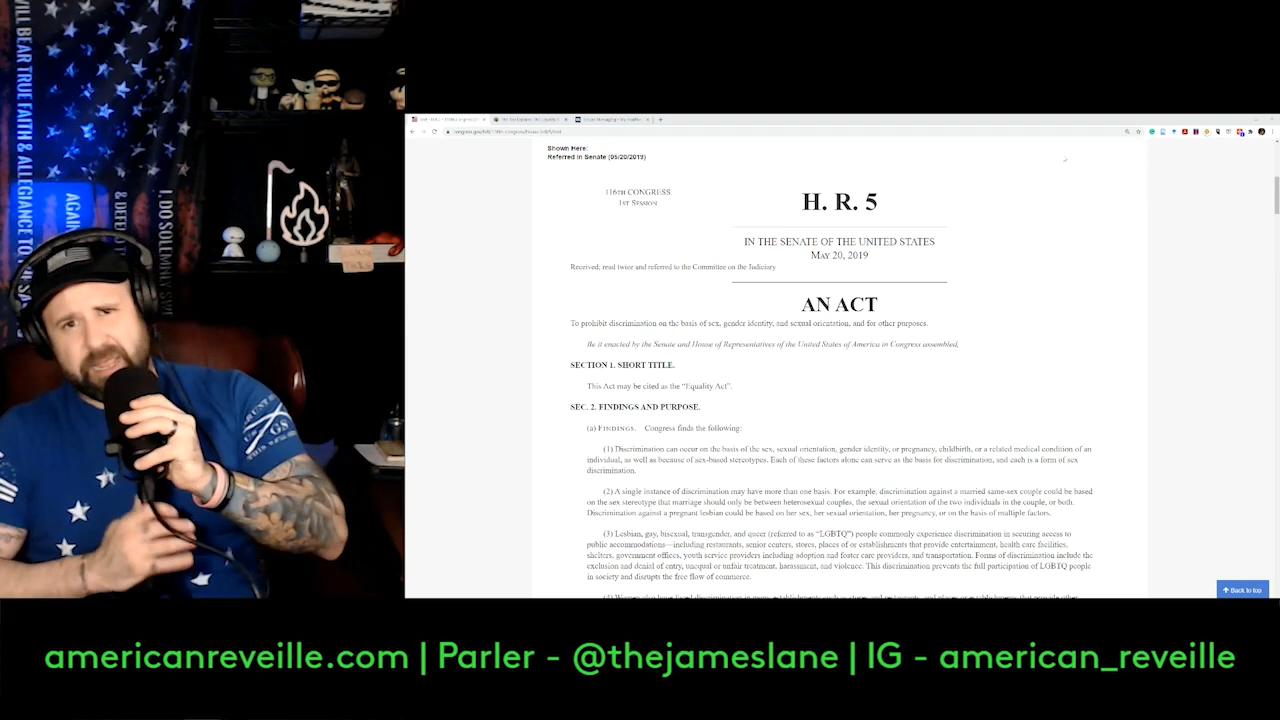 VILL BEAR TRUE FAITH & ALLEGIANCE TO
AGAIN
& DEFEND
I, DO SOLEMNLY SWE
congress.gov
Shown Here:
Referred in Senate (05/20/2019)
116TH CONGRESS
1ST SESSION
H. R. 5
IN THE SENATE OF THE UNITED STATES
MAY 20, 2019
Received; read twice and referred to the Committee on the Judiciary
AN ACT
To prohibit discrimination on the basis of sex, gender identity, and sexual orientation, and for other purposes.
Be it enacted by the Senate and House of Representatives of the United States of America in Congress assembled,
SECTION 1. SHORT TITLE.
This Act may be cited as the “Equality Act”.
SEC. 2. FINDINGS AND PURPOSE.
(a) FINDINGS. Congress finds the following:
(1) Discrimination can occur on the basis of the sex, sexual orientation, gender identity, or pregnancy, childbirth, or a related medical condition of an
individual, as well as because of sex-based stereotypes. Each of these factors alone can serve as the basis for discrimination, and each is a form of sex
discrimination.
(2) A single instance of discrimination may have more than one basis. For example, discrimination against a married same-sex couple could be based
on the sex stereotype that marriage should only be between heterosexual couples, the sexual orientation of the two individuals in the couple, or both.
Discrimination against a pregnant lesbian could be based on her sex, her sexual orientation, her pregnancy, or on the basis of multiple factors.
(3) Lesbian, gay, bisexual, transgender, and queer (referred to as “LGBTQ”) people commonly experience discrimination in securing access to
public accommodations—including restaurants, senior centers, stores, places of or establishments that provide entertainment, health care facilities,
shelters, government offices, youth service providers including adoption and foster care providers, and transportation. Forms of discrimination include the
exclusion and denial of entry, unequal or unfair treatment, harassment, and violence. This discrimination prevents the full participation of LGBTQ people
in society and disrupts the free flow of commerce.
Back to top
americanreveille.com | Parler - @thejameslane | IG - american_reveille